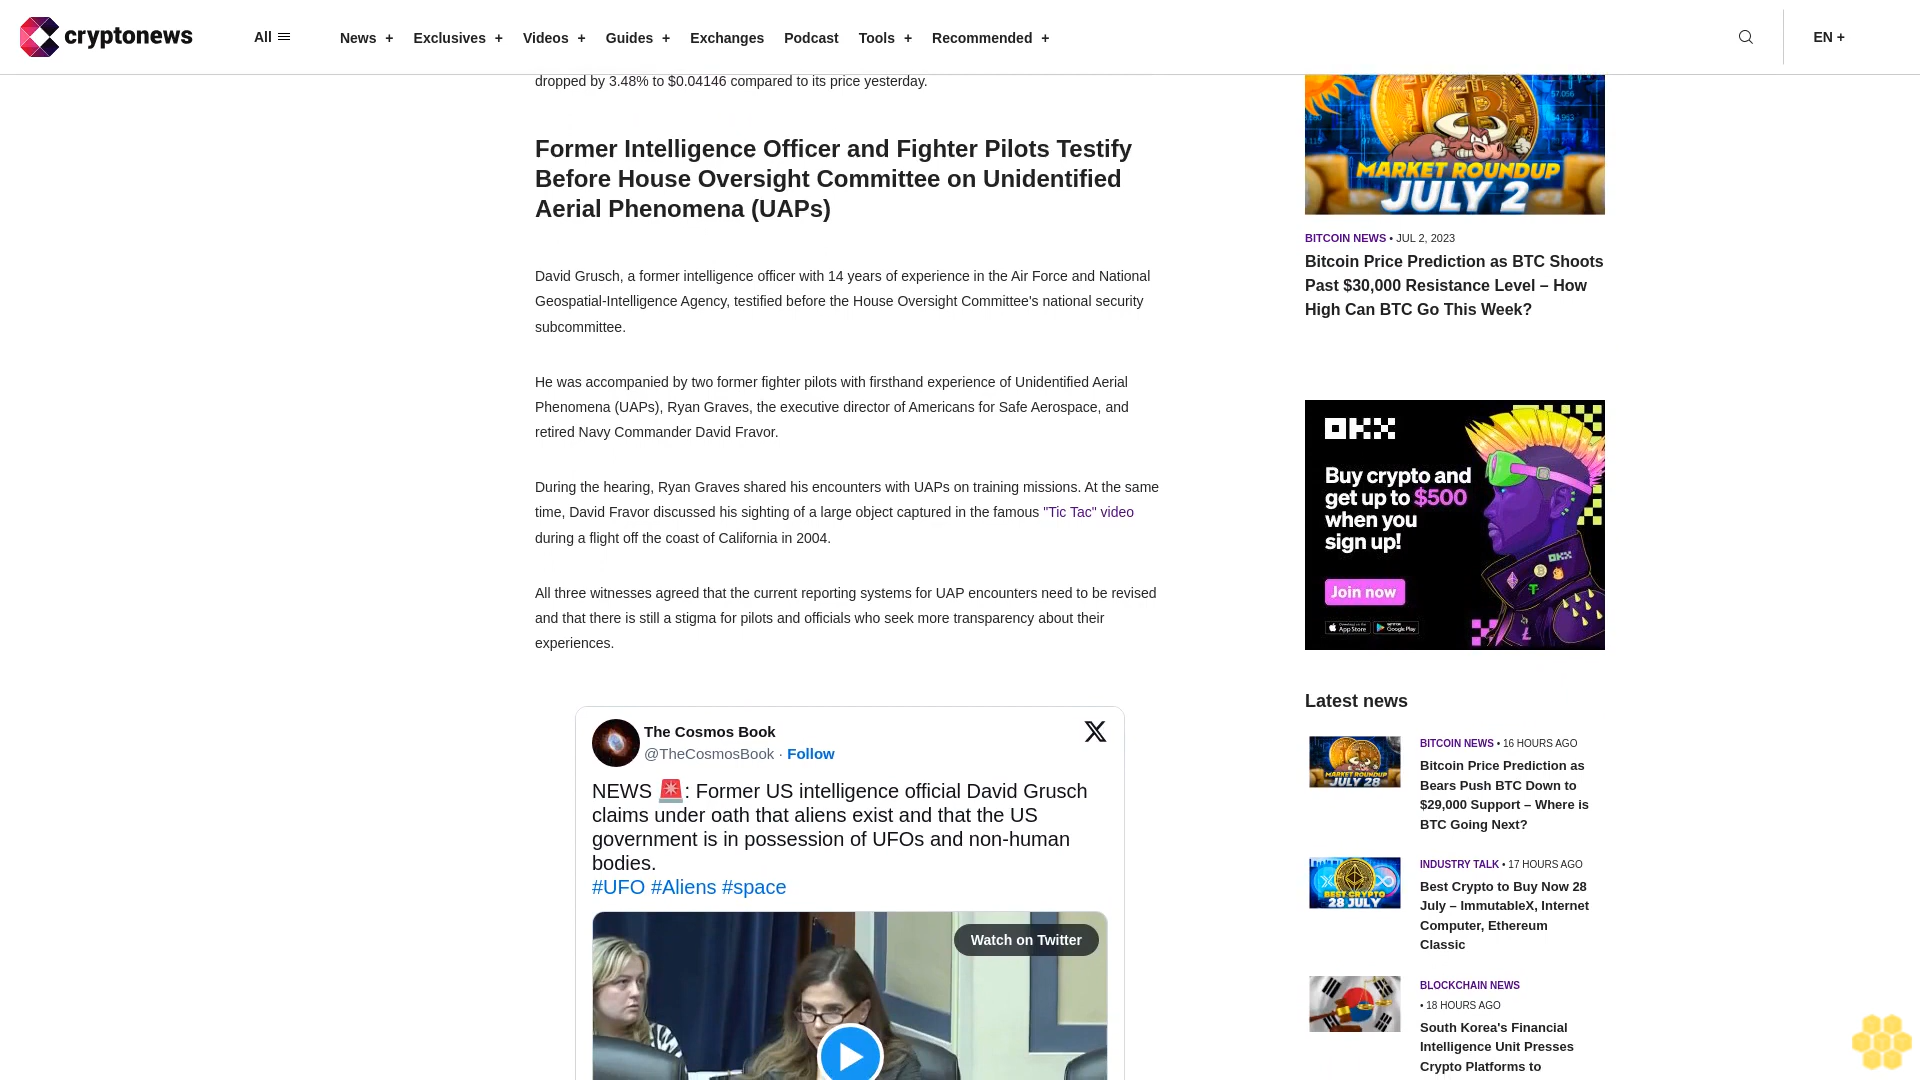 cryptonews
All
News +
Exclusives +
Videos +
Guides +
Exchanges
Podcast
Tools +
Recommended +
EN +
dropped by 3.48% to $0.04146 compared to its price yesterday.
Former Intelligence Officer and Fighter Pilots Testify
Before House Oversight Committee on Unidentified
Aerial Phenomena (UAPs)
David Grusch, a former intelligence officer with 14 years of experience in the Air Force and National
Geospatial-Intelligence Agency, testified before the House Oversight Committee's national security
subcommittee.
He was accompanied by two former fighter pilots with firsthand experience of Unidentified Aerial
Phenomena (UAPs), Ryan Graves, the executive director of Americans for Safe Aerospace, and
retired Navy Commander David Fravor.
During the hearing, Ryan Graves shared his encounters with UAPs on training missions. At the same
time, David Fravor discussed his sighting of a large object captured in the famous "Tic Tac" video
during a flight off the coast of California in 2004.
All three witnesses agreed that the current reporting systems for UAP encounters need to be revised
and that there is still a stigma for pilots and officials who seek more transparency about their
experiences.
The Cosmos Book
@TheCosmosBook · Follow
NEWS 🚨: Former US intelligence official David Grusch
claims under oath that aliens exist and that the US
government is in possession of UFOs and non-human
bodies.
#UFO #Aliens #space
Watch on Twitter
MARKET ROUNDUP
JULY 2
BITCOIN NEWS • JUL 2, 2023
Bitcoin Price Prediction as BTC Shoots
Past $30,000 Resistance Level – How
High Can BTC Go This Week?
OKX
Buy crypto and
get up to $500
when you
sign up!
Join now
App Store
Google Play
Latest news
MARKET ROUNDUP
JULY 28
BITCOIN NEWS • 16 HOURS AGO
Bitcoin Price Prediction as
Bears Push BTC Down to
$29,000 Support – Where is
BTC Going Next?
BEST CRYPTO
28 JULY
INDUSTRY TALK • 17 HOURS AGO
Best Crypto to Buy Now 28
July – ImmutableX, Internet
Computer, Ethereum
Classic
BLOCKCHAIN NEWS
• 18 HOURS AGO
South Korea's Financial
Intelligence Unit Presses
Crypto Platforms to